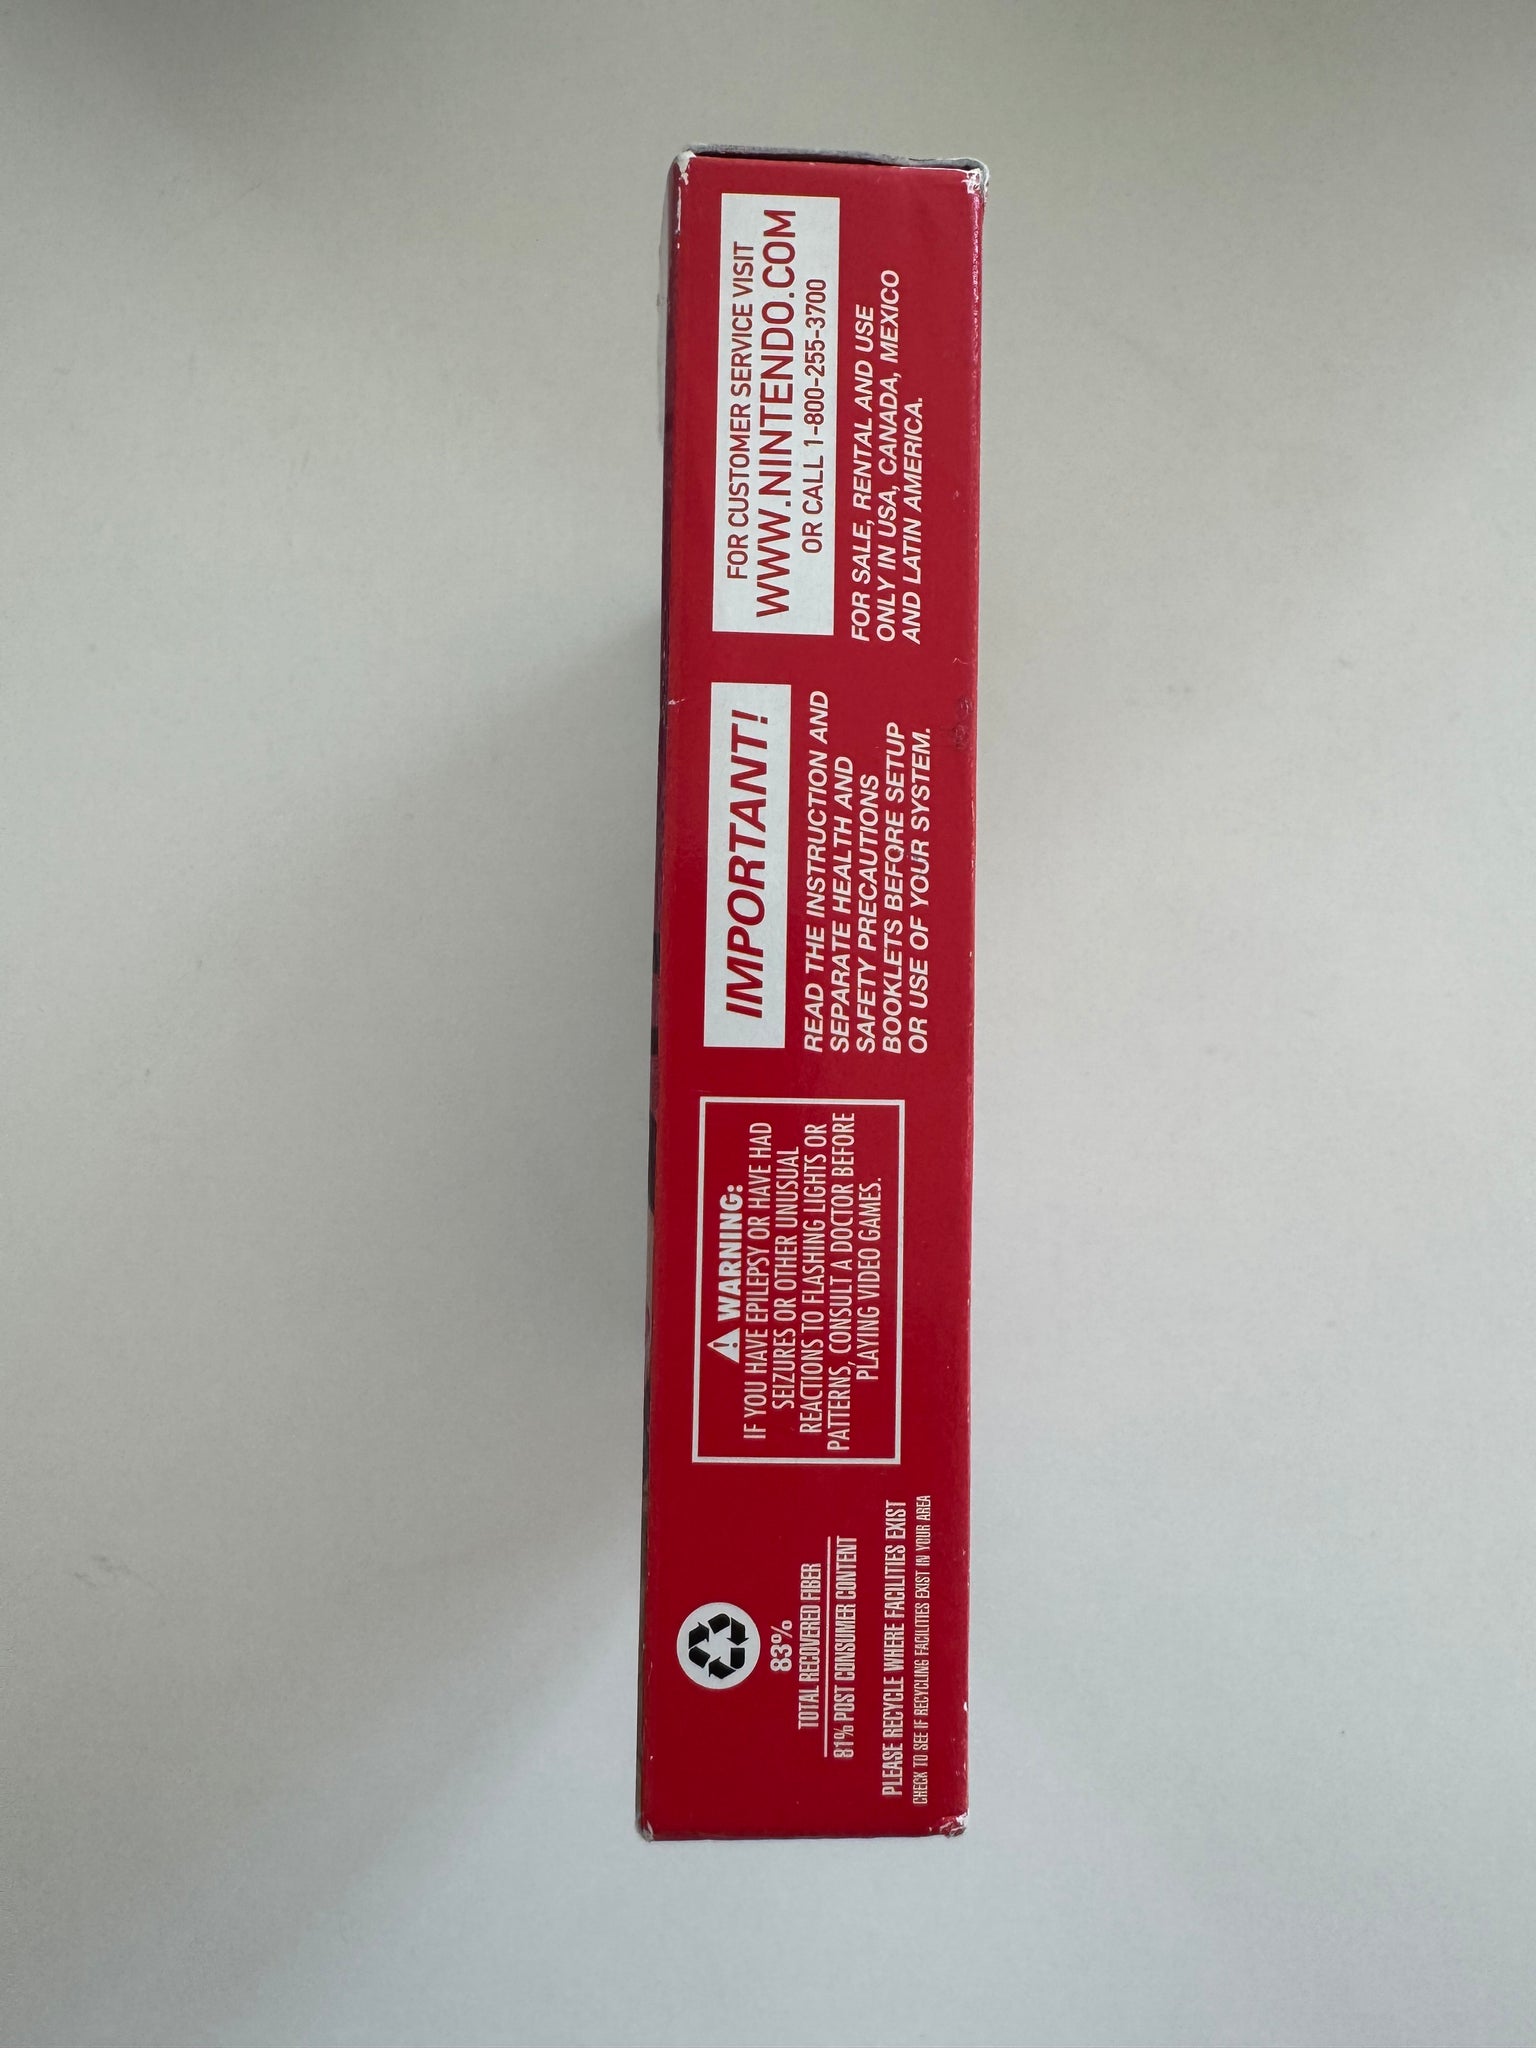 83%
TOTAL RECOVERED FIBER
81% POST CONSUMER CONTENT
PLEASE RECYCLE WHERE FACILITIES EXIST
CHECK TO SEE IF RECYCLING FACILITIES EXIST IN YOUR AREA
WARNING:
IF YOU HAVE EPILEPSY OR HAVE HAD
SEIZURES OR OTHER UNUSUAL
REACTIONS TO FLASHING LIGHTS OR
PATTERNS, CONSULT A DOCTOR BEFORE
PLAYING VIDEO GAMES.
IMPORTANT!
READ THE INSTRUCTION AND
SEPARATE HEALTH AND
SAFETY PRECAUTIONS
BOOKLETS BEFORE SETUP
OR USE OF YOUR SYSTEM.
FOR CUSTOMER SERVICE VISIT
WWW.NINTENDO.COM
OR CALL 1-800-255-3700
FOR SALE, RENTAL AND USE
ONLY IN USA, CANADA, MEXICO
AND LATIN AMERICA.